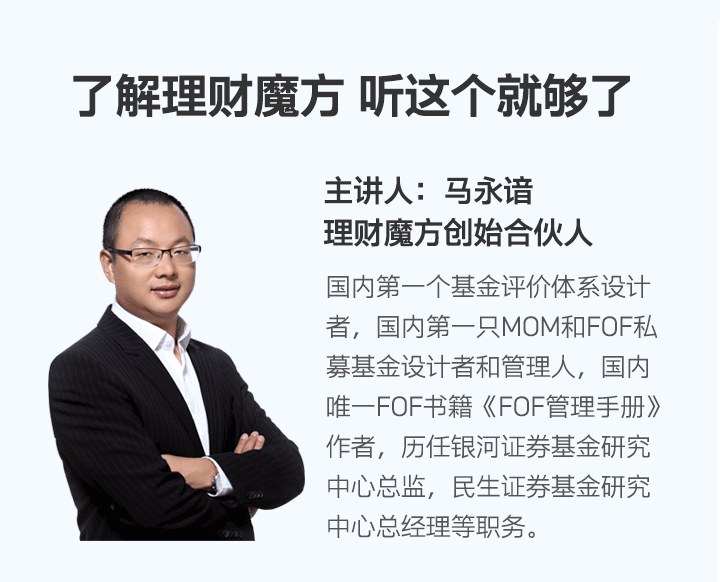 了解理财魔方 听这个就够了
主讲人：马永谙
理财魔方创始合伙人
国内第一个基金评价体系设计
者，国内第一只MOM和FOF私
募基金设计者和管理人，国内
唯一FOF书籍《FOF管理手册》
作者，历任银河证券基金研究
中心总监，民生证券基金研究
中心总经理等职务。